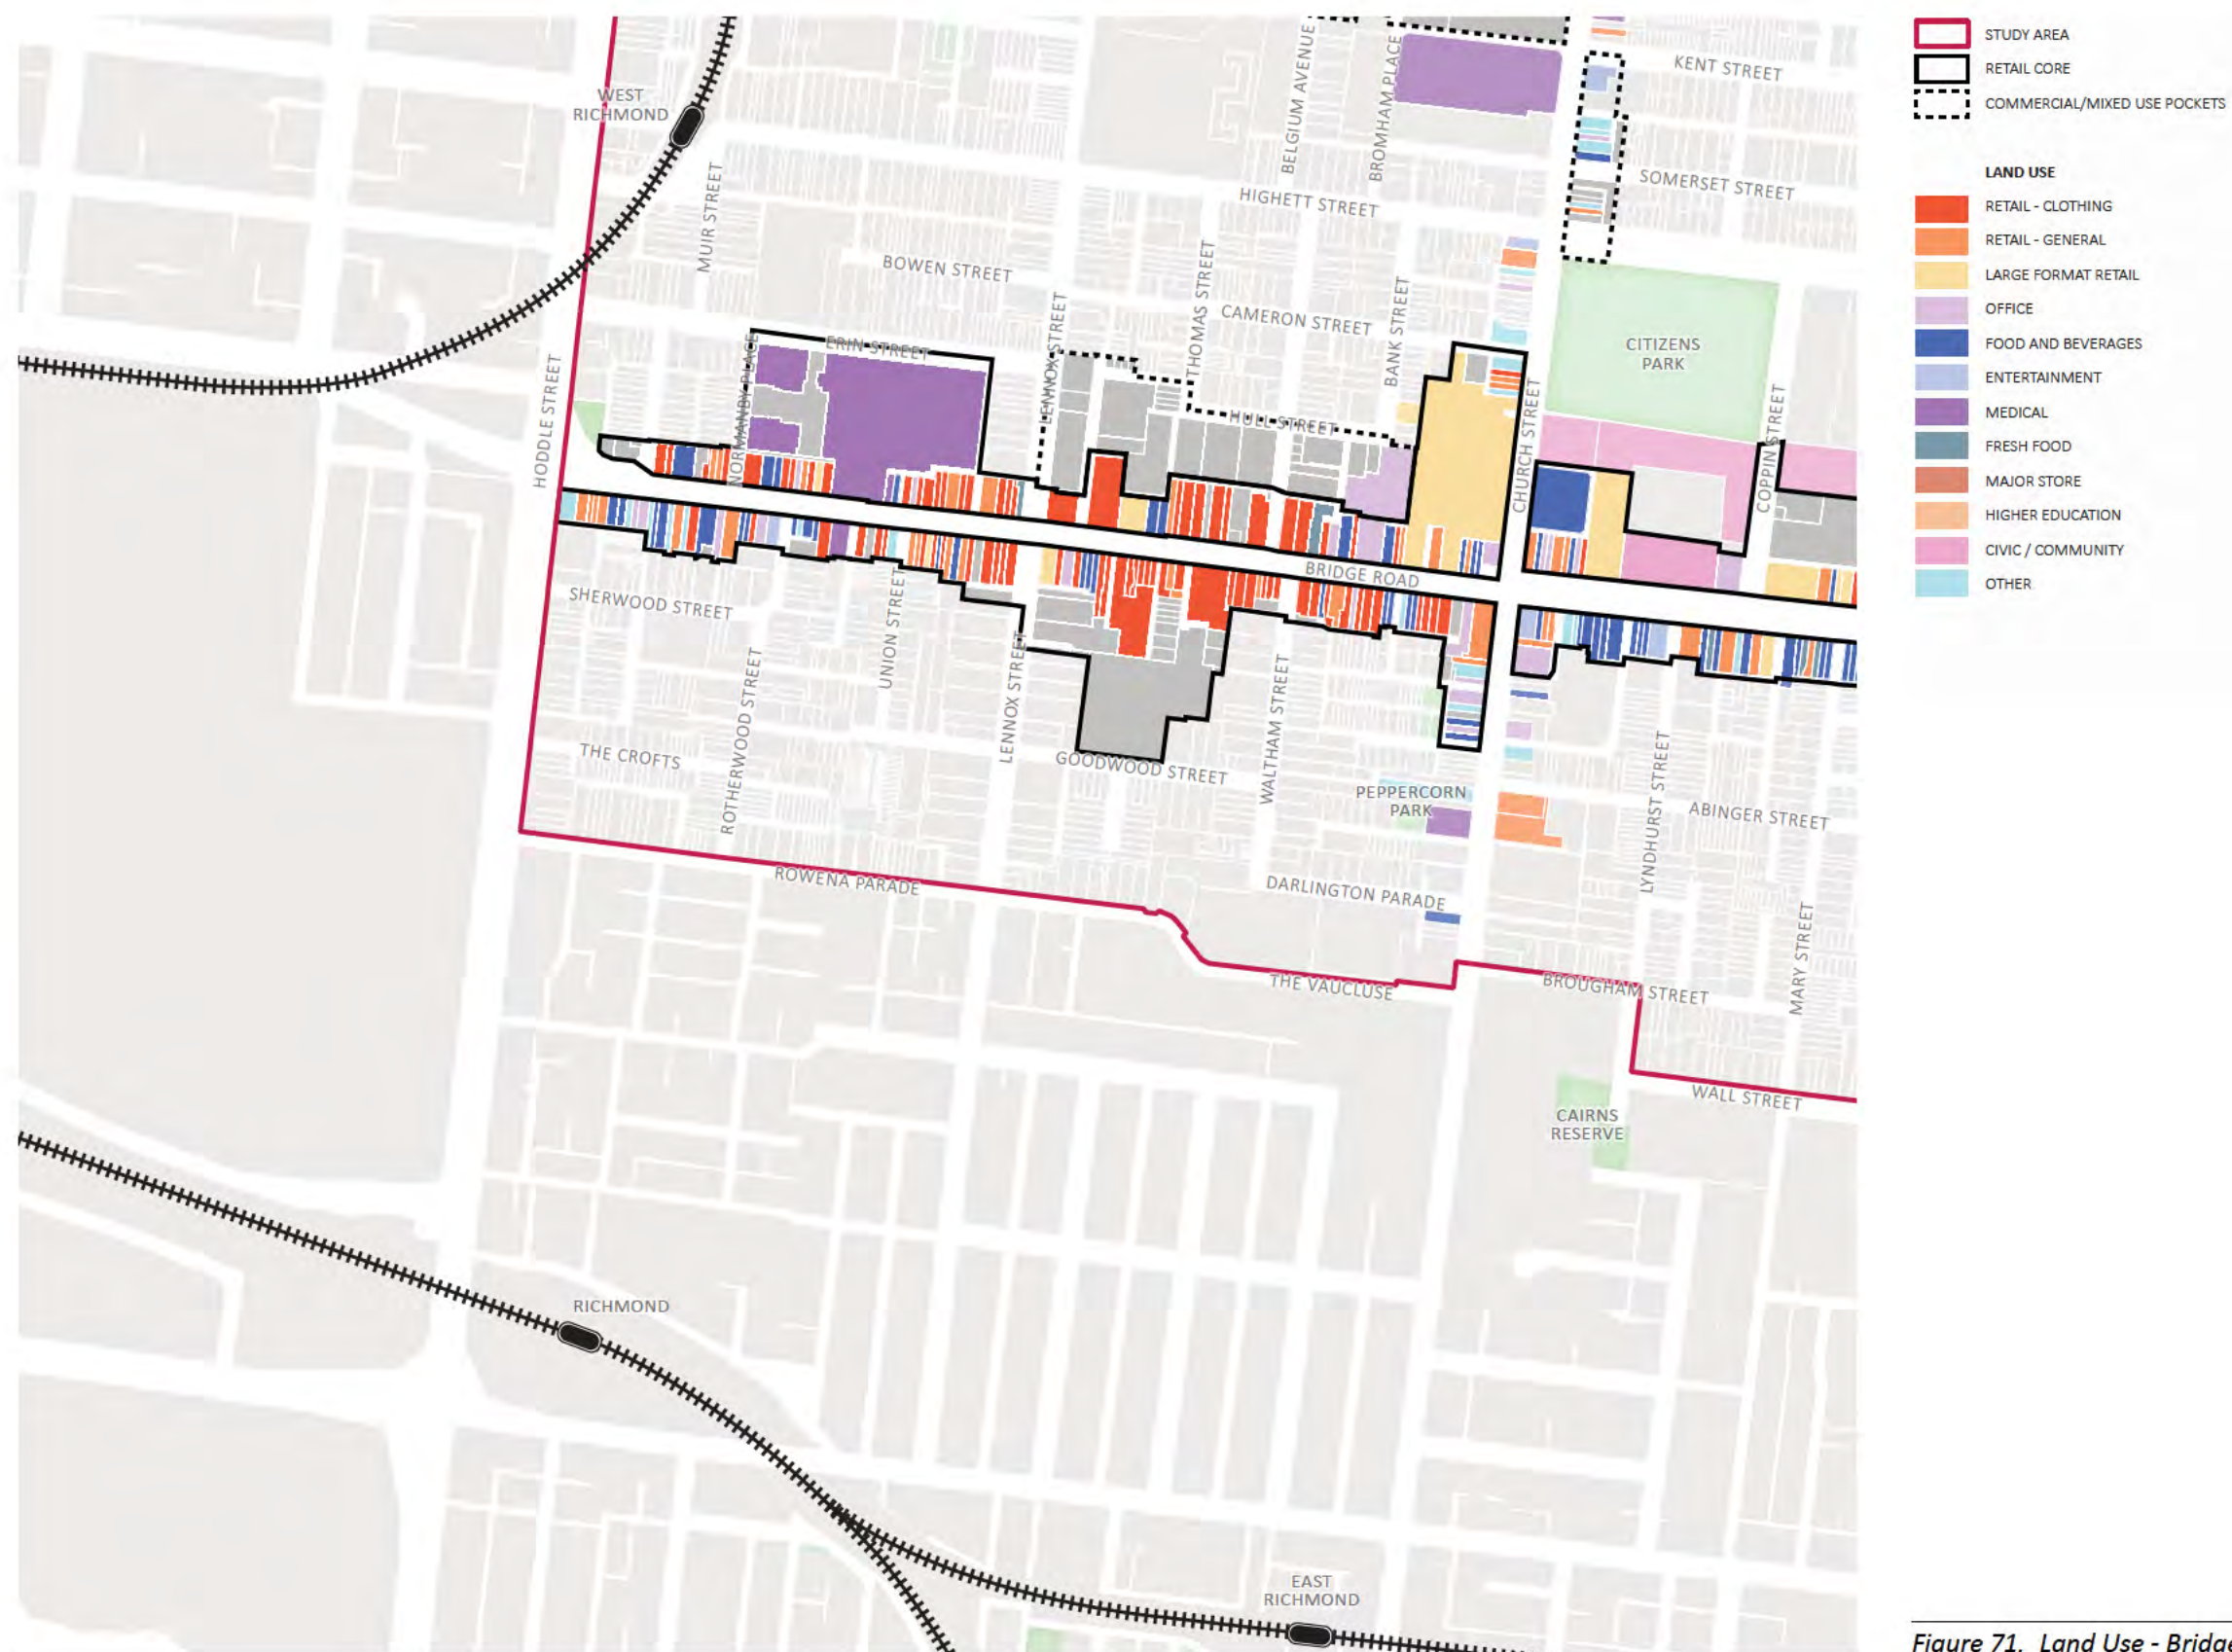 WEST
RICHMOND
MUIR STREET
BELGIUM AVENUE
BROMHAM PLACE
KENT STREET
SOMERSET STREET
HIGHETT STREET
BOWEN STREET
THOMAS STREET
CAMERON STREET
BANK STREET
LENNOX STREET
ERIN STREET
NORMANBY PLACE
HODDLE STREET
HULL STREET
CHURCH STREET
CITIZENS
PARK
COPPIN STREET
BRIDGE ROAD
SHERWOOD STREET
UNION STREET
ROTHERWOOD STREET
LENNOX STREET
THE CROFTS
GOODWOOD STREET
WALTHAM STREET
PEPPERCORN
PARK
LYNDHURST STREET
ABINGER STREET
ROWENA PARADE
DARLINGTON PARADE
MARY STREET
THE VAUCLUSE
BROUGHAM STREET
WALL STREET
CAIRNS
RESERVE
RICHMOND
EAST
RICHMOND
STUDY AREA
RETAIL CORE
COMMERCIAL/MIXED USE POCKETS
LAND USE
RETAIL - CLOTHING
RETAIL - GENERAL
LARGE FORMAT RETAIL
OFFICE
FOOD AND BEVERAGES
ENTERTAINMENT
MEDICAL
FRESH FOOD
MAJOR STORE
HIGHER EDUCATION
CIVIC / COMMUNITY
OTHER
Figure 71. Land Use - Bridge